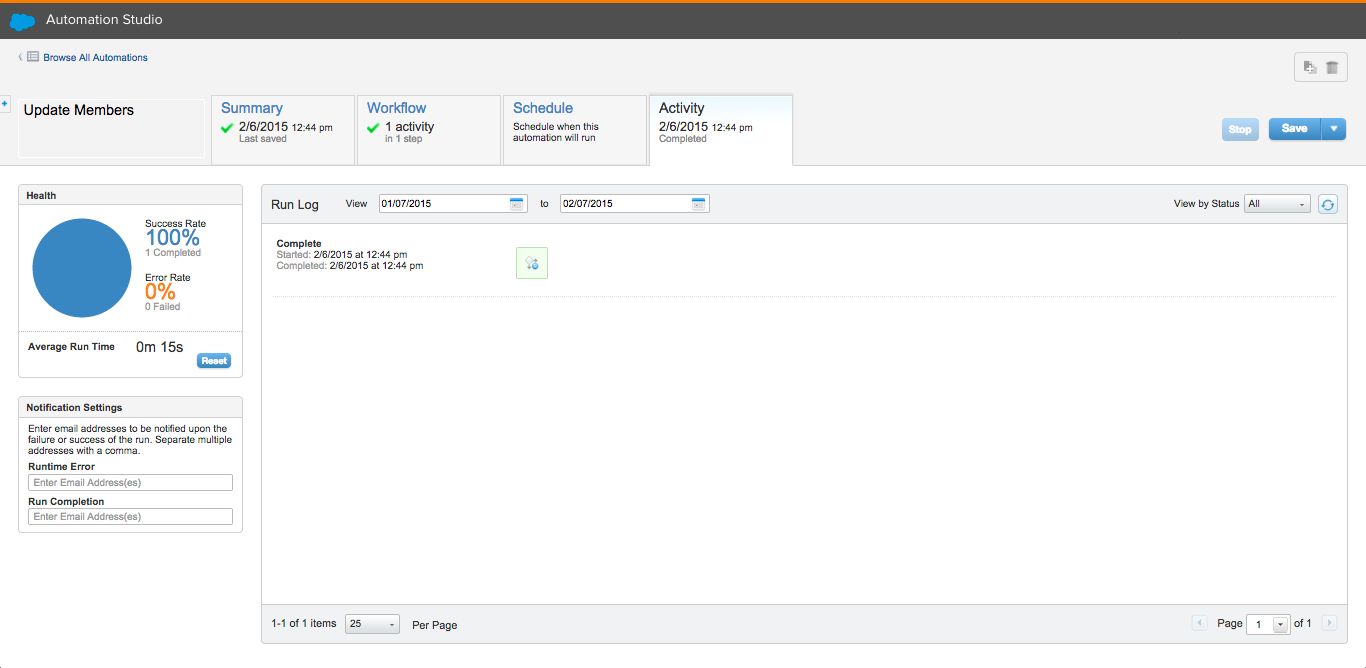 Automation Studio
Browse All Automations
Update Members
Summary
2/6/2015 12:44 pm
Last saved
Workflow
1 activity
in 1 step
Schedule
Schedule when this
automation will run
Activity
2/6/2015 12:44 pm
Completed
Stop
Save
Health
Success Rate
100%
1 Completed
Error Rate
0%
0 Failed
Average Run Time 0m 15s
Reset
Notification Settings
Enter email addresses to be notified upon the
failure or success of the run. Separate multiple
addresses with a comma.
Runtime Error
Enter Email Address(es)
Run Completion
Enter Email Address(es)
Run Log View 01/07/2015 to 02/07/2015 View by Status All
Complete
Started: 2/6/2015 at 12:44 pm
Completed: 2/6/2015 at 12:44 pm
1-1 of 1 items 25 Per Page Page 1 of 1